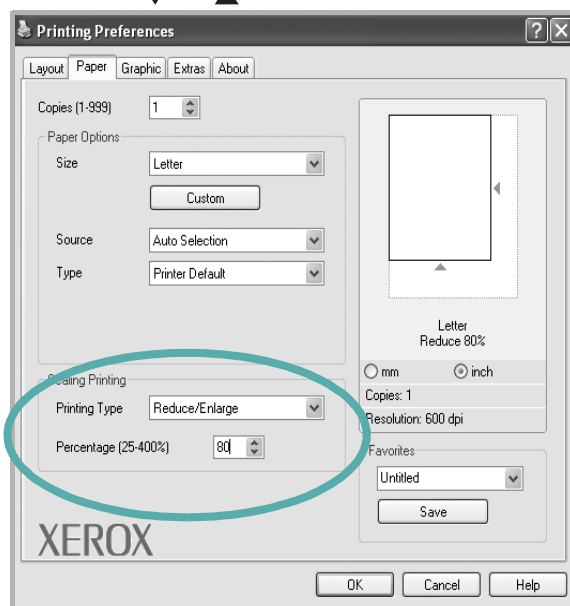 Printing Preferences
Layout Paper Graphic Extras About
Copies (1-999) 1
Paper Options
Size Letter
Custom
Source Auto Selection
Type Printer Default
Letter
Reduce 80%
mm inch
Copies: 1
Resolution: 600 dpi
Scaling Printing
Printing Type Reduce/Enlarge
Percentage (25-400%) 80
Favorites
Untitled
Save
XEROX
OK Cancel Help